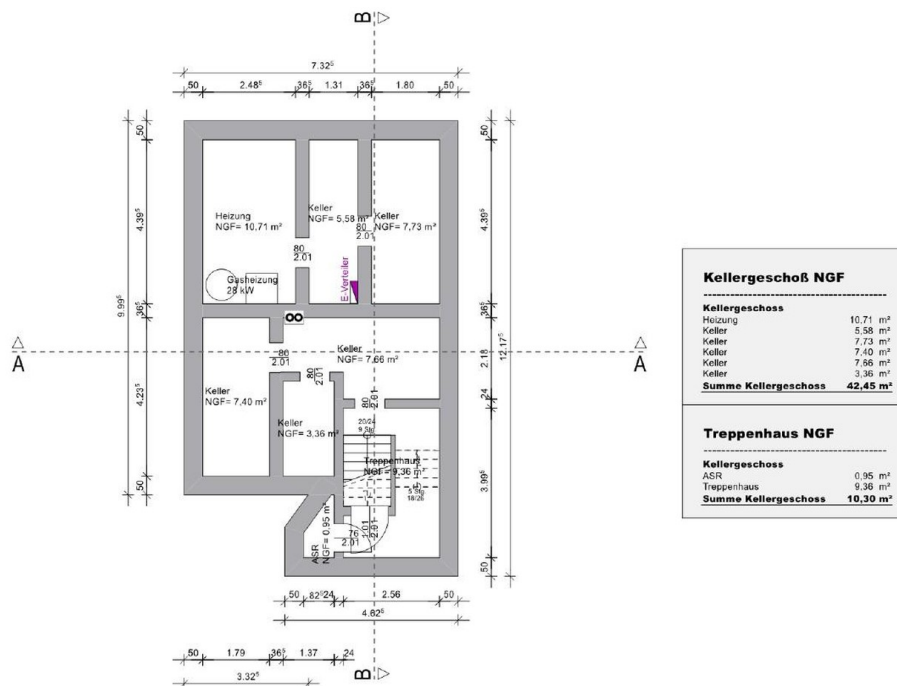 B
7.32⁵
50 2.48⁵ 36⁵ 1.31 36⁵ 1.80 50
50
50
9.99⁵
4.39⁵
Heizung
NGF= 10,71 m²
Keller
NGF= 5,58 m²
Keller
NGF= 7,73 m²
4.39⁵
80
2.01
80
2.01
E-Verteiler
Gasheizung
28 kW
36⁵
36⁵
12.17⁵
A
A
80
2.01
Keller
NGF= 7,66 m²
2.18
80
2.01
Keller
NGF= 7,40 m²
4.23⁵
80
2.01
24
Keller
NGF= 3,36 m²
20/24
9 Stg
Treppenhaus
NGF= 9,36 m²
5 Stg
18/26
3.99⁵
50
ASR
NGF= 0,95 m²
76
2.01
1.01
2.01
50
50 82⁵ 24 2.56
4.62⁵
50 1.79 36⁵ 1.37 24
3.32⁵
B
Kellergeschoß NGF
Kellergeschoss
Heizung 10,71 m²
Keller 5,58 m²
Keller 7,73 m²
Keller 7,40 m²
Keller 7,66 m²
Keller 3,36 m²
Summe Kellergeschoss 42,45 m²
Treppenhaus NGF
Kellergeschoss
ASR 0,95 m²
Treppenhaus 9,36 m²
Summe Kellergeschoss 10,30 m²